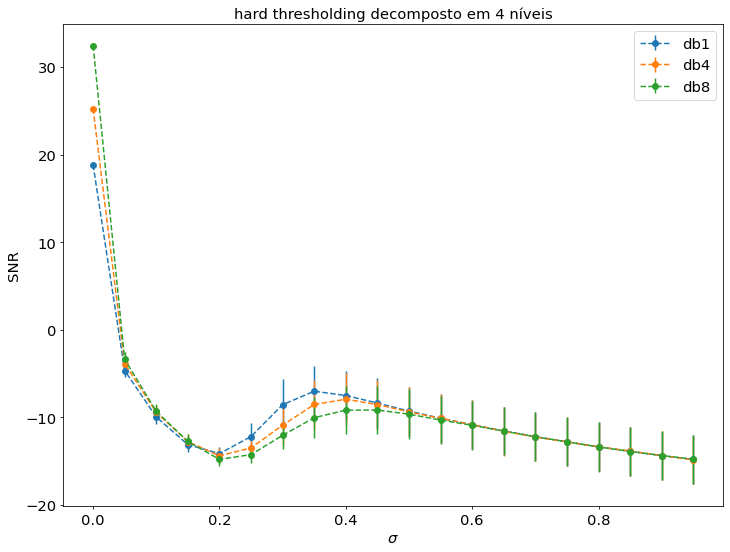 hard thresholding decomposto em 4 níveis
db1
db4
db8
30
20
10
0
−10
−20
SNR
0.0 0.2 0.4 0.6 0.8
σ